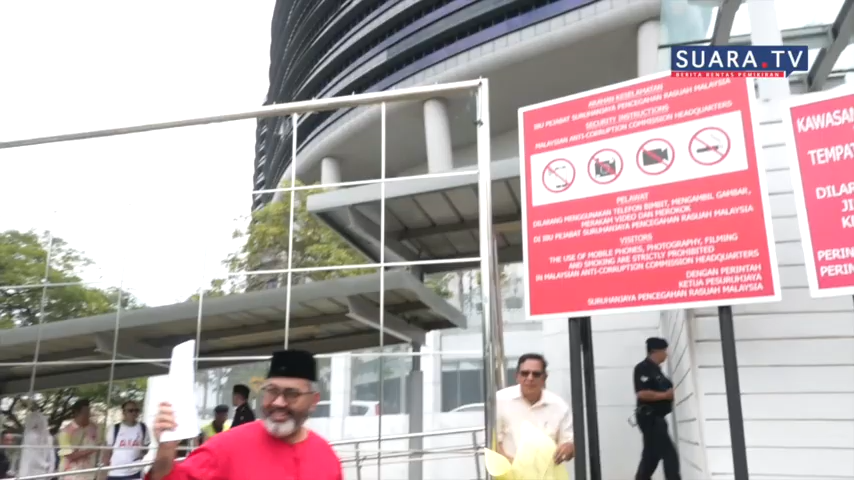 SUARA.TV
BERITA RENTAS PEMIKIRAN
ARAHAN KESELAMATAN
IBU PEJABAT SURUHANJAYA PENCEGAHAN RASUAH MALAYSIA
SECURITY INSTRUCTIONS
MALAYSIAN ANTI-CORRUPTION COMMISSION HEADQUARTERS
PELAWAT
DILARANG MENGGUNAKAN TELEFON BIMBIT, MENGAMBIL GAMBAR,
MERAKAM VIDEO DAN MEROKOK
DI IBU PEJABAT SURUHANJAYA PENCEGAHAN RASUAH MALAYSIA
VISITORS
THE USE OF MOBILE PHONES, PHOTOGRAPHY, FILMING
AND SMOKING ARE STRICTLY PROHIBITED
IN MALAYSIAN ANTI-CORRUPTION COMMISSION HEADQUARTERS
DENGAN PERINTAH
KETUA PESURUHJAYA
SURUHANJAYA PENCEGAHAN RASUAH MALAYSIA
KAWASAN
TEMPAT
DILAR
PERIN
PERIN